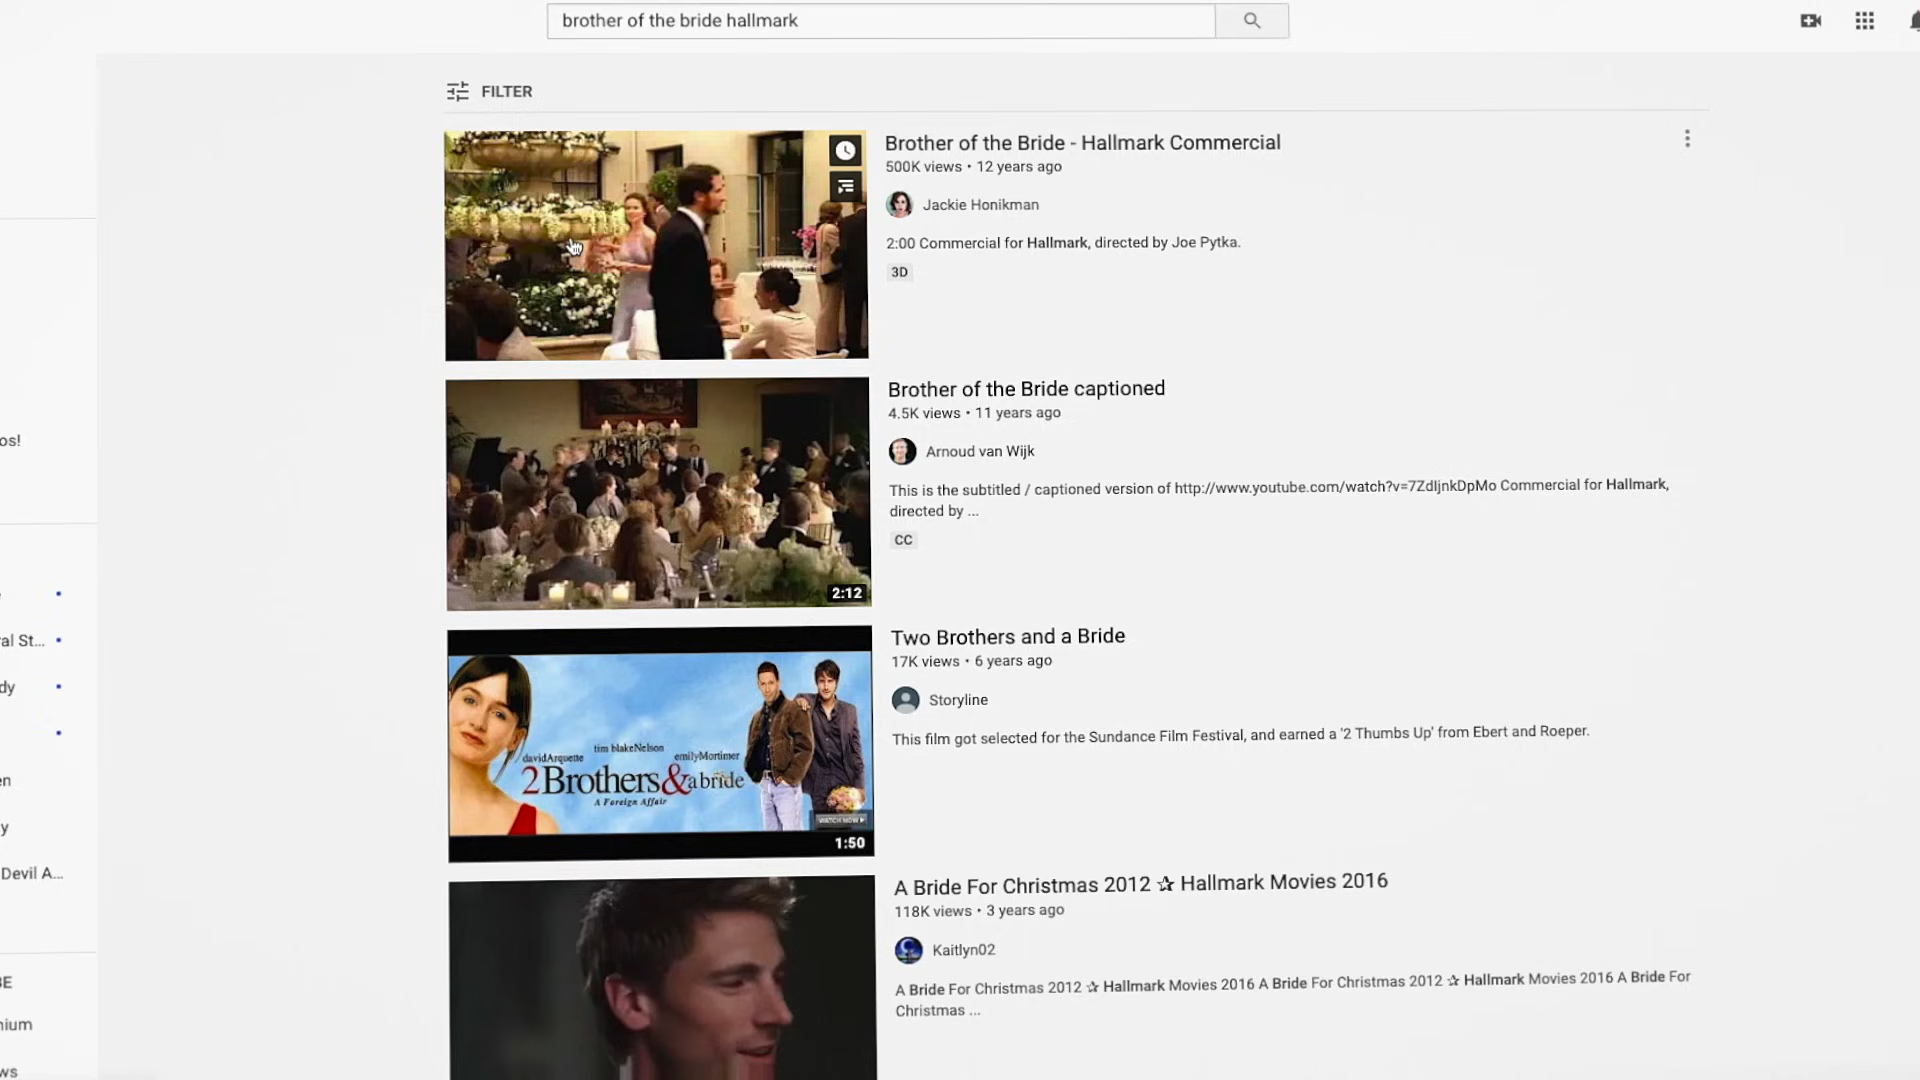 brother of the bride hallmark
FILTER
Brother of the Bride - Hallmark Commercial
500K views • 12 years ago
Jackie Honikman
2:00 Commercial for Hallmark, directed by Joe Pytka.
3D
Brother of the Bride captioned
4.5K views • 11 years ago
Arnoud van Wijk
This is the subtitled / captioned version of http://www.youtube.com/watch?v=7ZdljnkDpMo Commercial for Hallmark,
directed by ...
CC
2:12
Two Brothers and a Bride
17K views • 6 years ago
Storyline
This film got selected for the Sundance Film Festival, and earned a '2 Thumbs Up' from Ebert and Roeper.
davidArquette tim blakeNelson emilyMortimer
2 Brothers & a bride
A Foreign Affair
WATCH NOW
1:50
A Bride For Christmas 2012 ✰ Hallmark Movies 2016
118K views • 3 years ago
Kaitlyn02
A Bride For Christmas 2012 ✰ Hallmark Movies 2016 A Bride For Christmas 2012 ✰ Hallmark Movies 2016 A Bride For
Christmas ...
os!
al St...
dy
en
y
Devil A...
BE
nium
ws